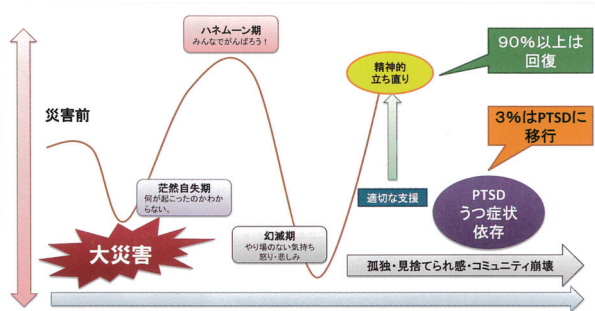 ハネムーン期
みんなでがんばろう！
90%以上は
回復
精神的
立ち直り
災害前
3%はPTSDに
移行
茫然自失期
何が起こったのかわか
らない。
適切な支援
PTSD
うつ症状
依存
大災害
幻滅期
やり場のない気持ち
怒り・悲しみ
孤独・見捨てられ感・コミュニティ崩壊